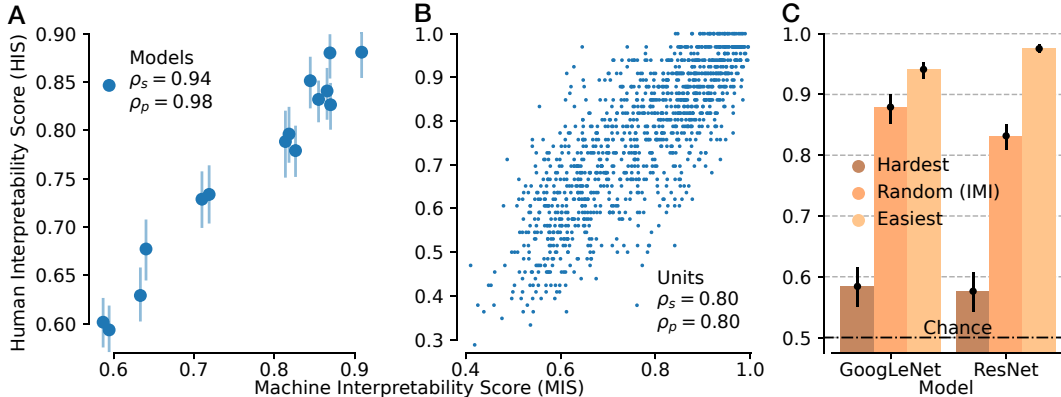 A
Human Interpretability Score (HIS)
0.85
0.80
0.75
0.70
0.65
0.60
Models
ρs = 0.94
ρp = 0.98
0.6
0.7
0.8
0.9
B
1.0
0.9
0.8
0.7
0.6
0.5
0.4
0.3
Units
ρs = 0.80
ρp = 0.80
0.4
0.6
0.8
1.0
Machine Interpretability Score (MIS)
C
1.0
0.9
0.8
0.7
0.6
0.5
Hardest
Random (IMI)
Easiest
Chance
GoogLeNet
ResNet
Model